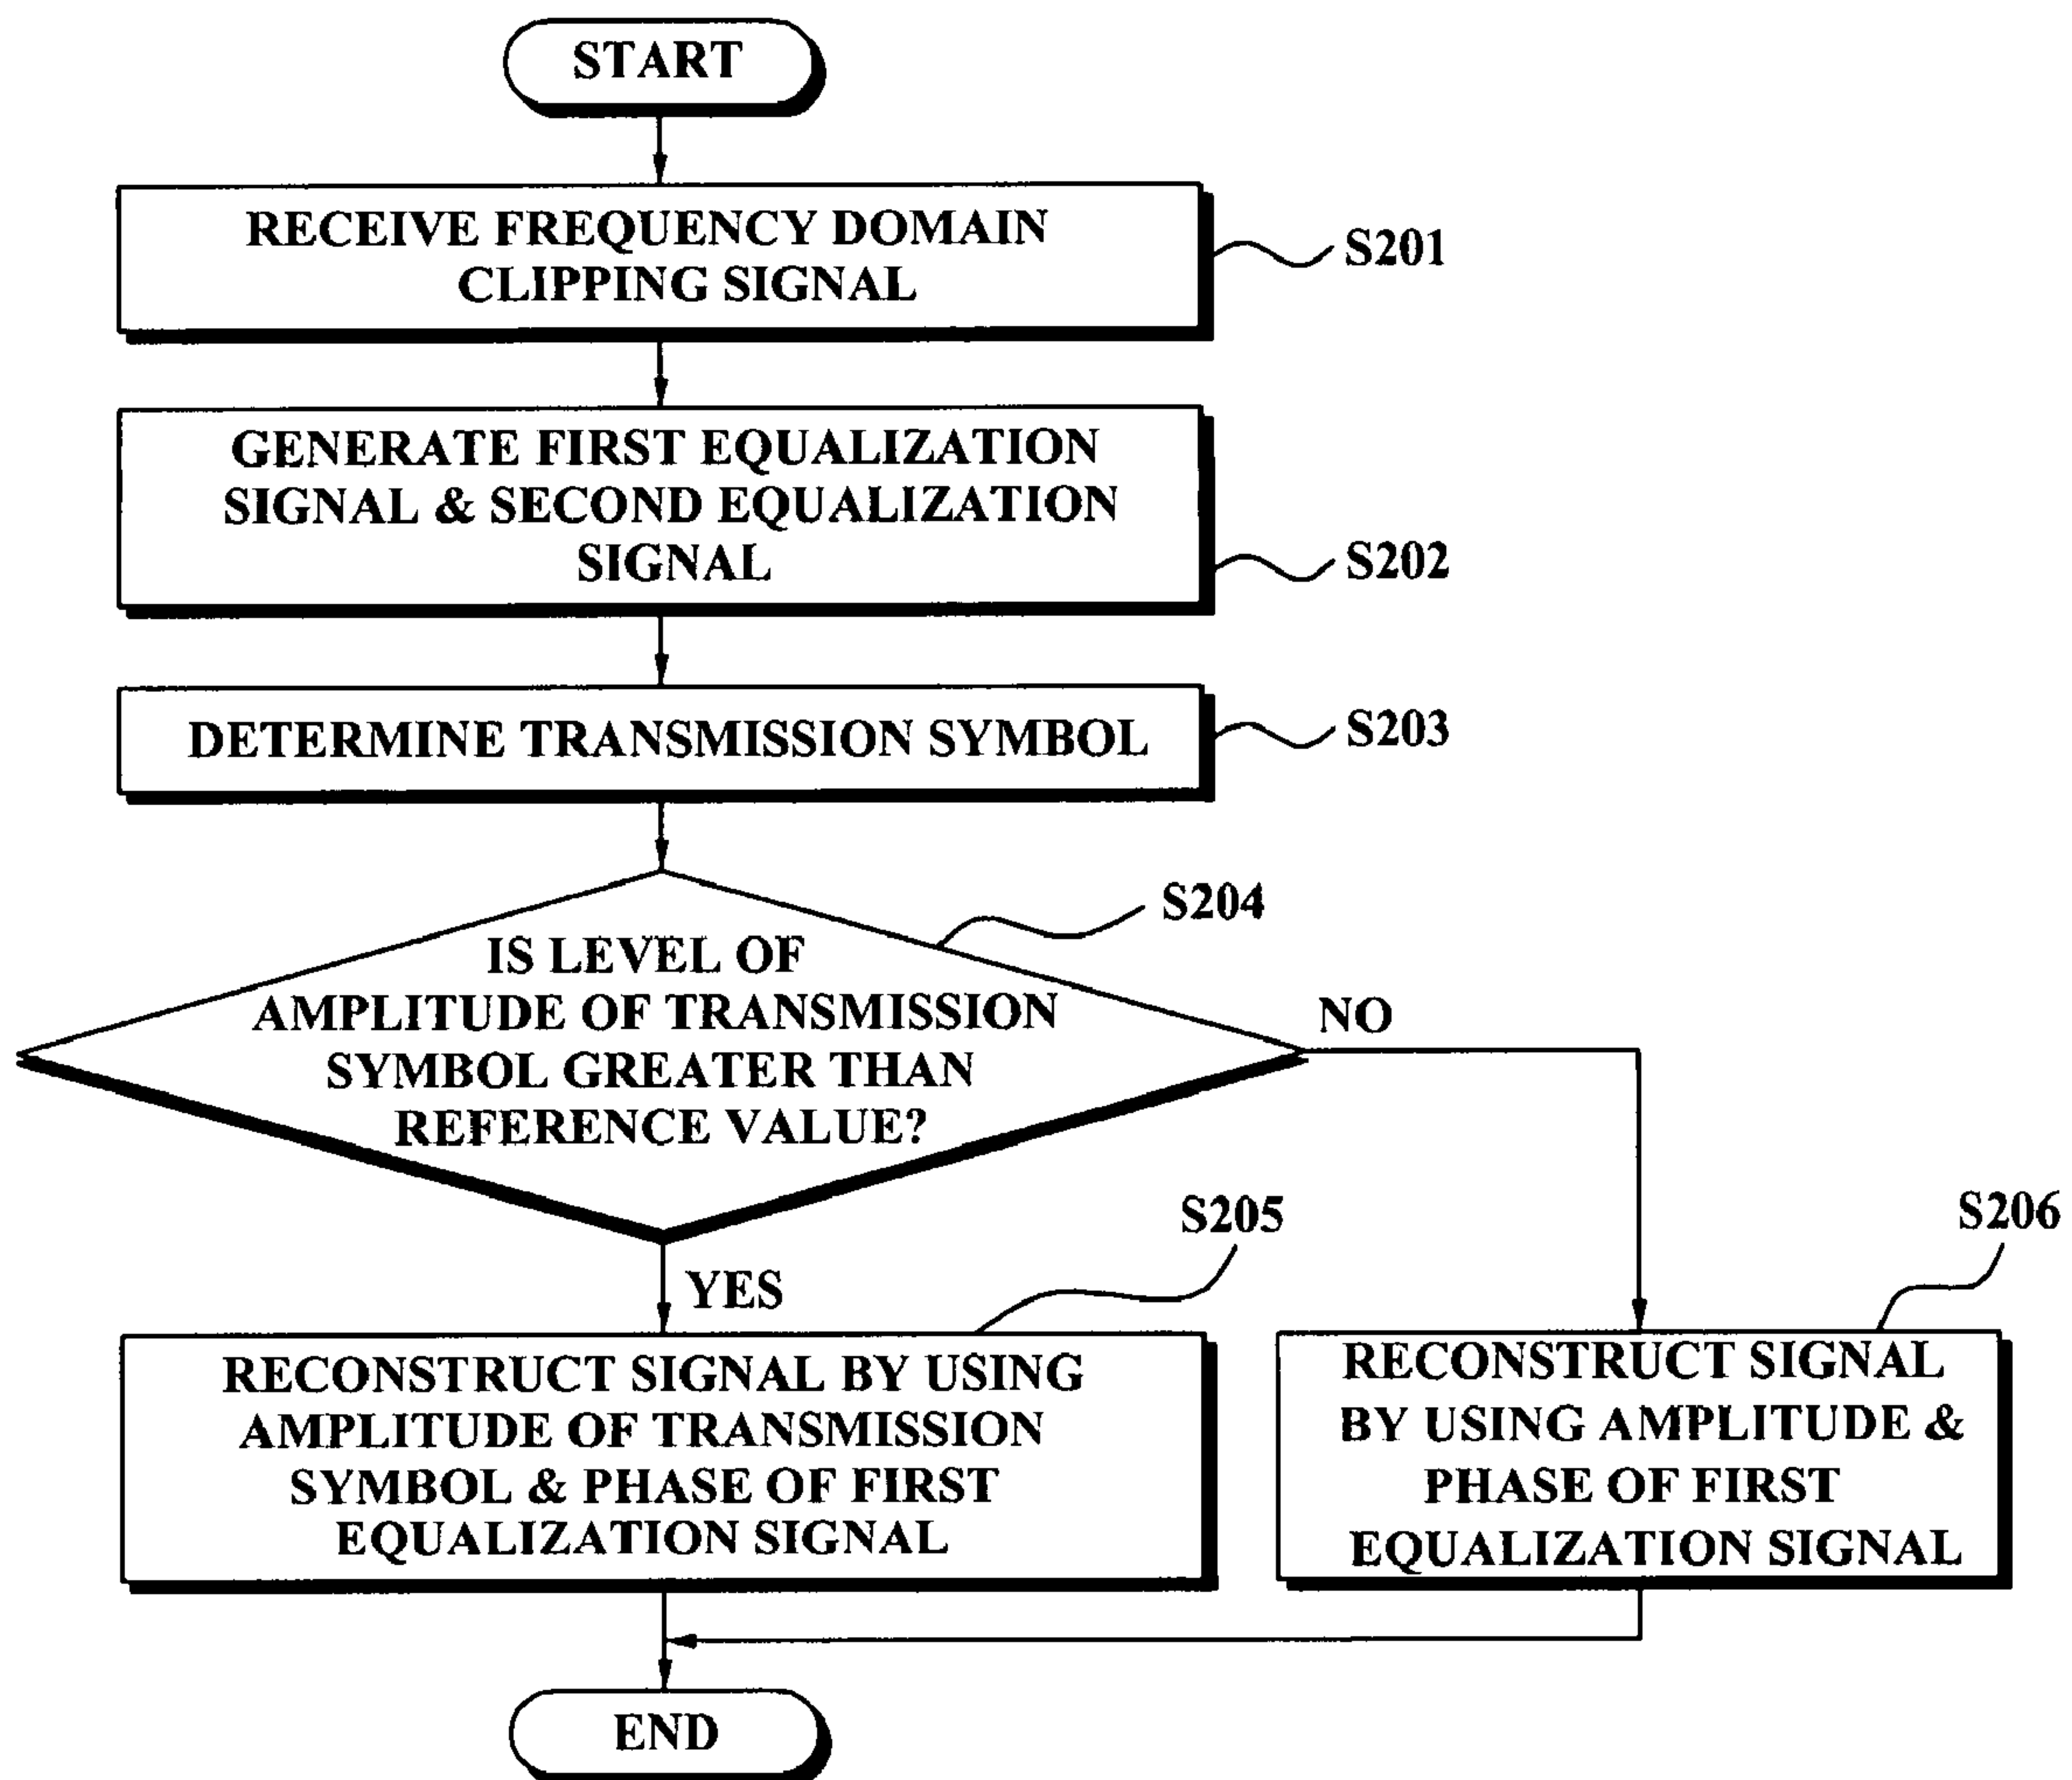 START
RECEIVE FREQUENCY DOMAIN
CLIPPING SIGNAL
S201
GENERATE FIRST EQUALIZATION
SIGNAL & SECOND EQUALIZATION
SIGNAL
S202
DETERMINE TRANSMISSION SYMBOL
S203
S204
IS LEVEL OF
AMPLITUDE OF TRANSMISSION
SYMBOL GREATER THAN
REFERENCE VALUE?
NO
YES
S205
RECONSTRUCT SIGNAL BY USING
AMPLITUDE OF TRANSMISSION
SYMBOL & PHASE OF FIRST
EQUALIZATION SIGNAL
S206
RECONSTRUCT SIGNAL
BY USING AMPLITUDE &
PHASE OF FIRST
EQUALIZATION SIGNAL
END